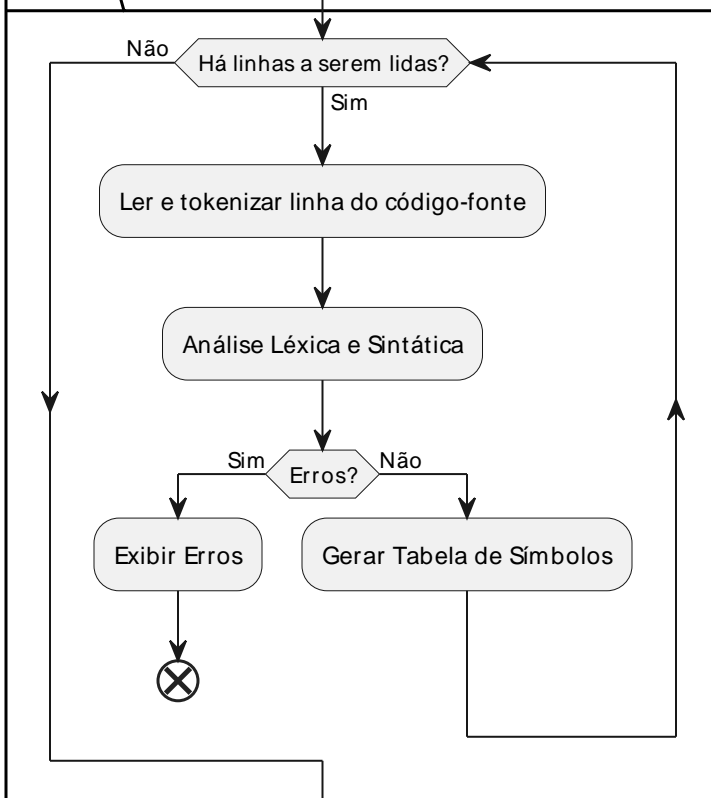 Não
Há linhas a serem lidas?
Sim
Ler e tokenizar linha do código-fonte
Análise Léxica e Sintática
Sim
Erros?
Não
Exibir Erros
Gerar Tabela de Símbolos